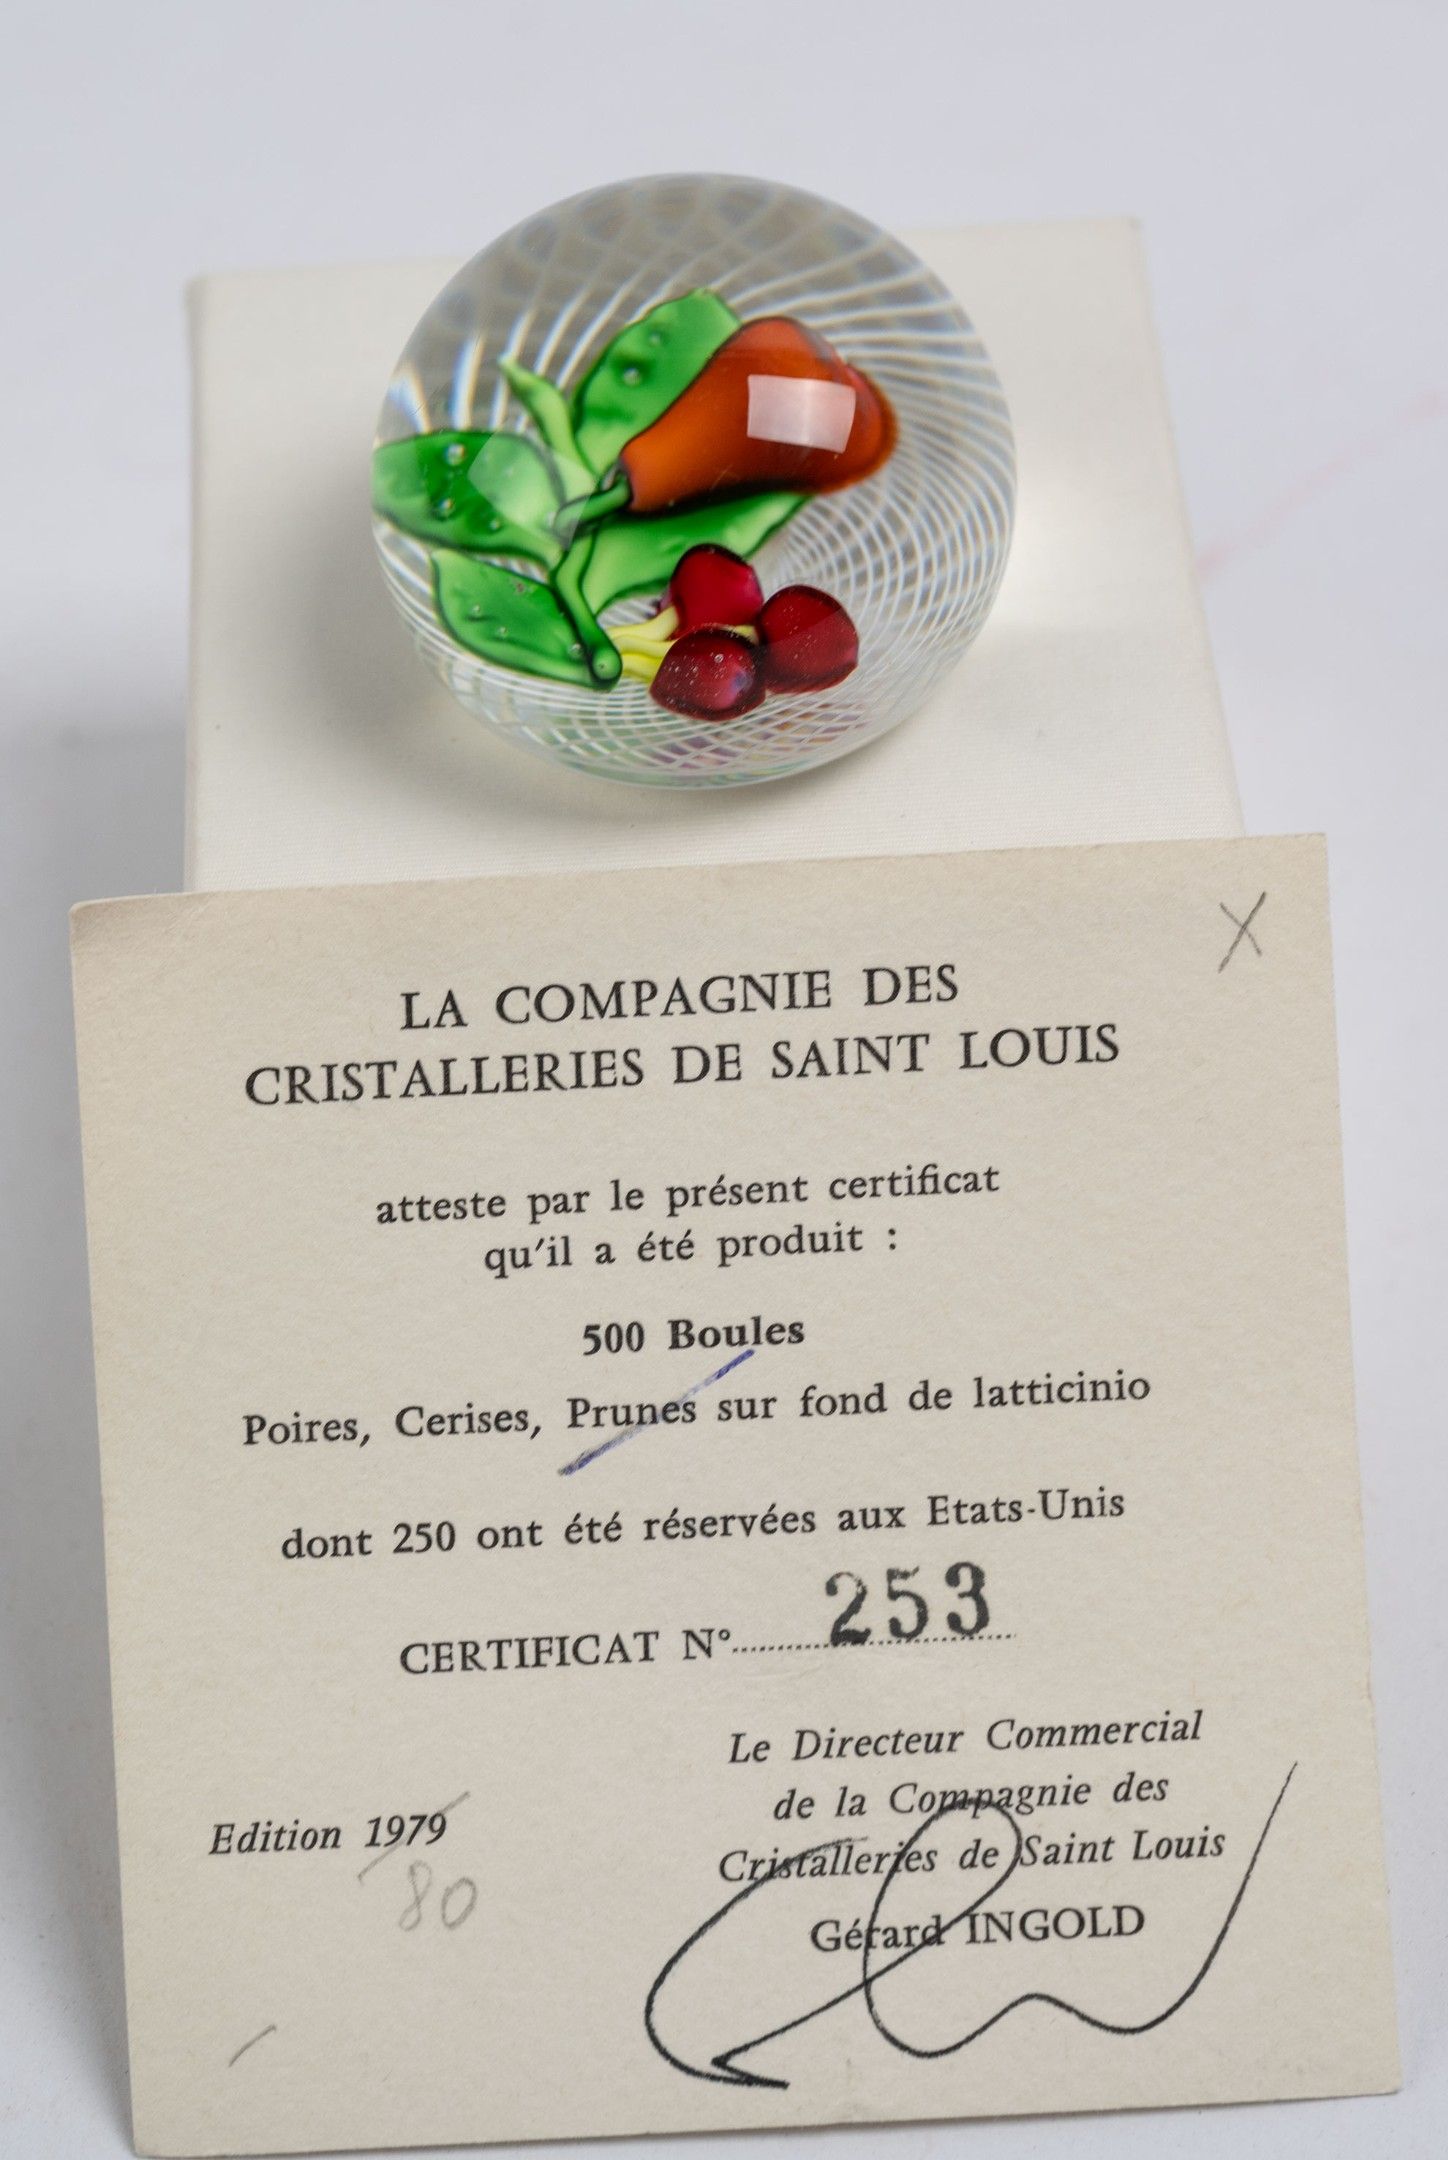 X
LA COMPAGNIE DES
CRISTALLERIES DE SAINT LOUIS
atteste par le présent certificat
qu'il a été produit :
500 Boules
Poires, Cerises, Prunes sur fond de latticinio
dont 250 ont été réservées aux Etats-Unis
CERTIFICAT N° 253
Edition 1979
80
Le Directeur Commercial
de la Compagnie des
Cristalleries de Saint Louis
Gérard INGOLD